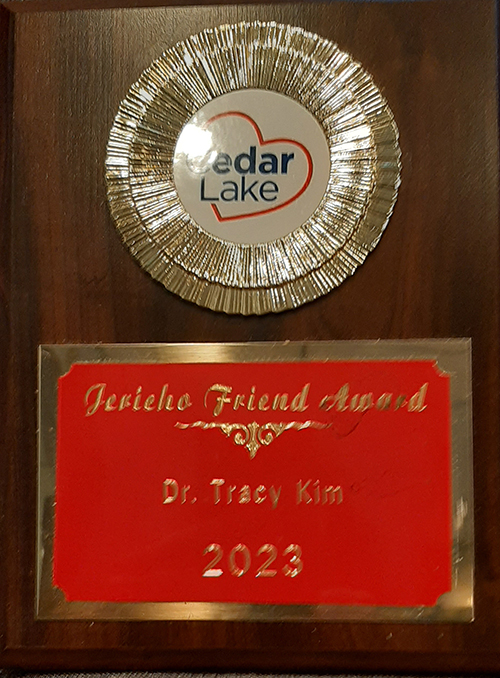 Cedar
Lake
Jericho Friend Award
Dr. Tracy Kim
2023